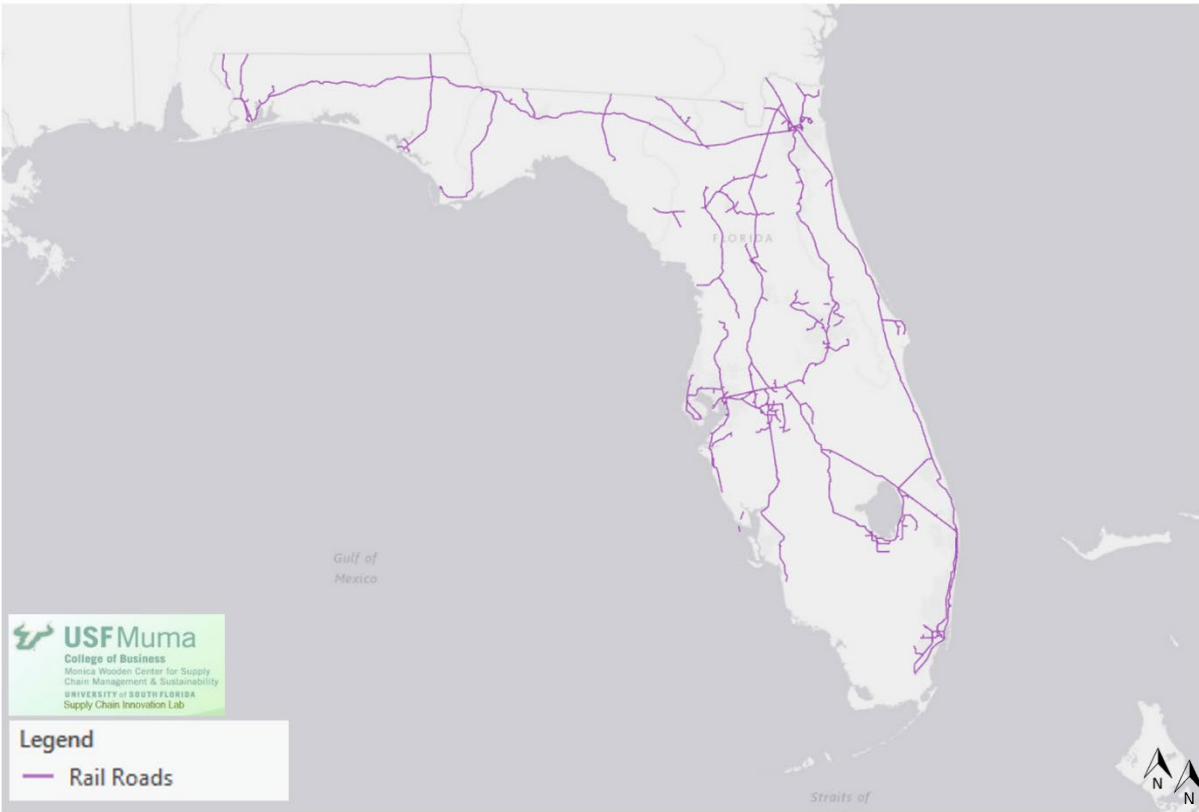 FLORIDA
Gulf of
Mexico
USF Muma
College of Business
Monica Wooden Center for Supply
Chain Management & Sustainability
UNIVERSITY of SOUTH FLORIDA
Supply Chain Innovation Lab
Legend
Rail Roads
Straits of
N
N